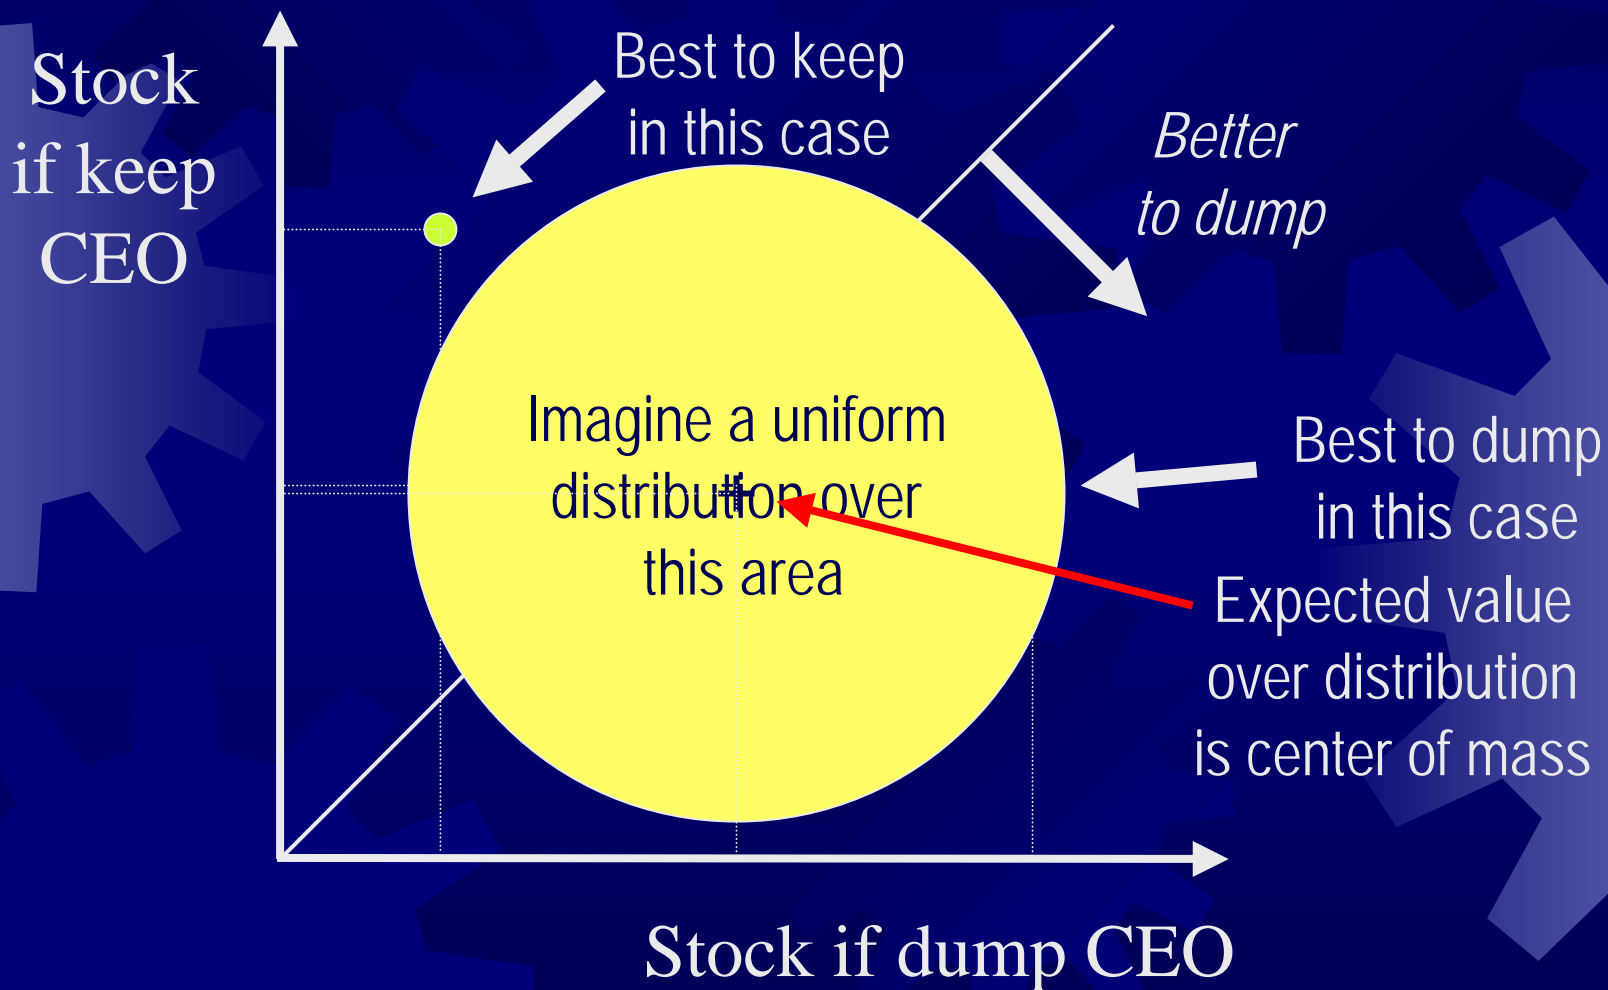 Stock
if keep
CEO
Best to keep
in this case
Better
to dump
Imagine a uniform
distribution over
this area
Best to dump
in this case
Expected value
over distribution
is center of mass
Stock if dump CEO